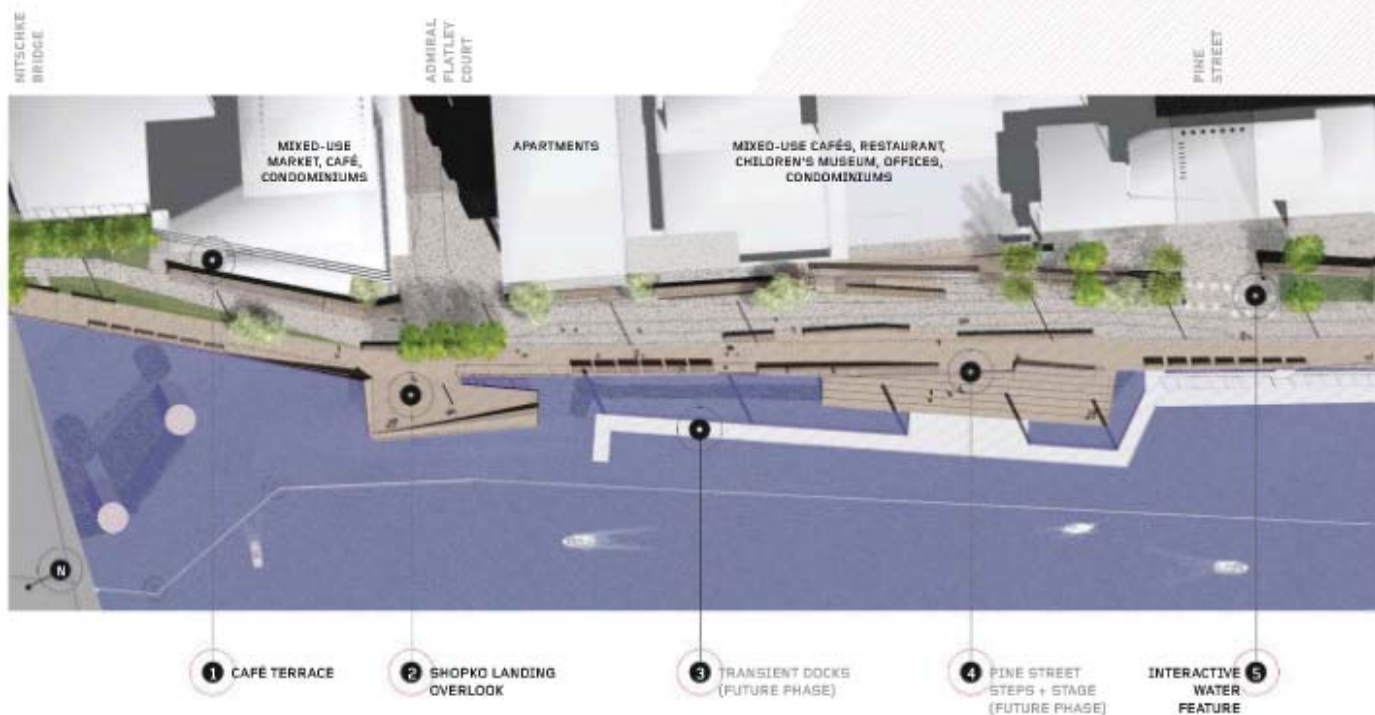 NITSCHKE
BRIDGE
ADMIRAL
FLATLEY
COURT
PINE
STREET
MIXED-USE
MARKET, CAFÉ,
CONDOMINIUMS
APARTMENTS
MIXED-USE CAFÉS, RESTAURANT,
CHILDREN'S MUSEUM, OFFICES,
CONDOMINIUMS
N
1 CAFÉ TERRACE
2 SHOPKO LANDING
OVERLOOK
3 TRANSIENT DOCKS
(FUTURE PHASE)
4 PINE STREET
STEPS + STAGE
(FUTURE PHASE)
INTERACTIVE 5
WATER
FEATURE